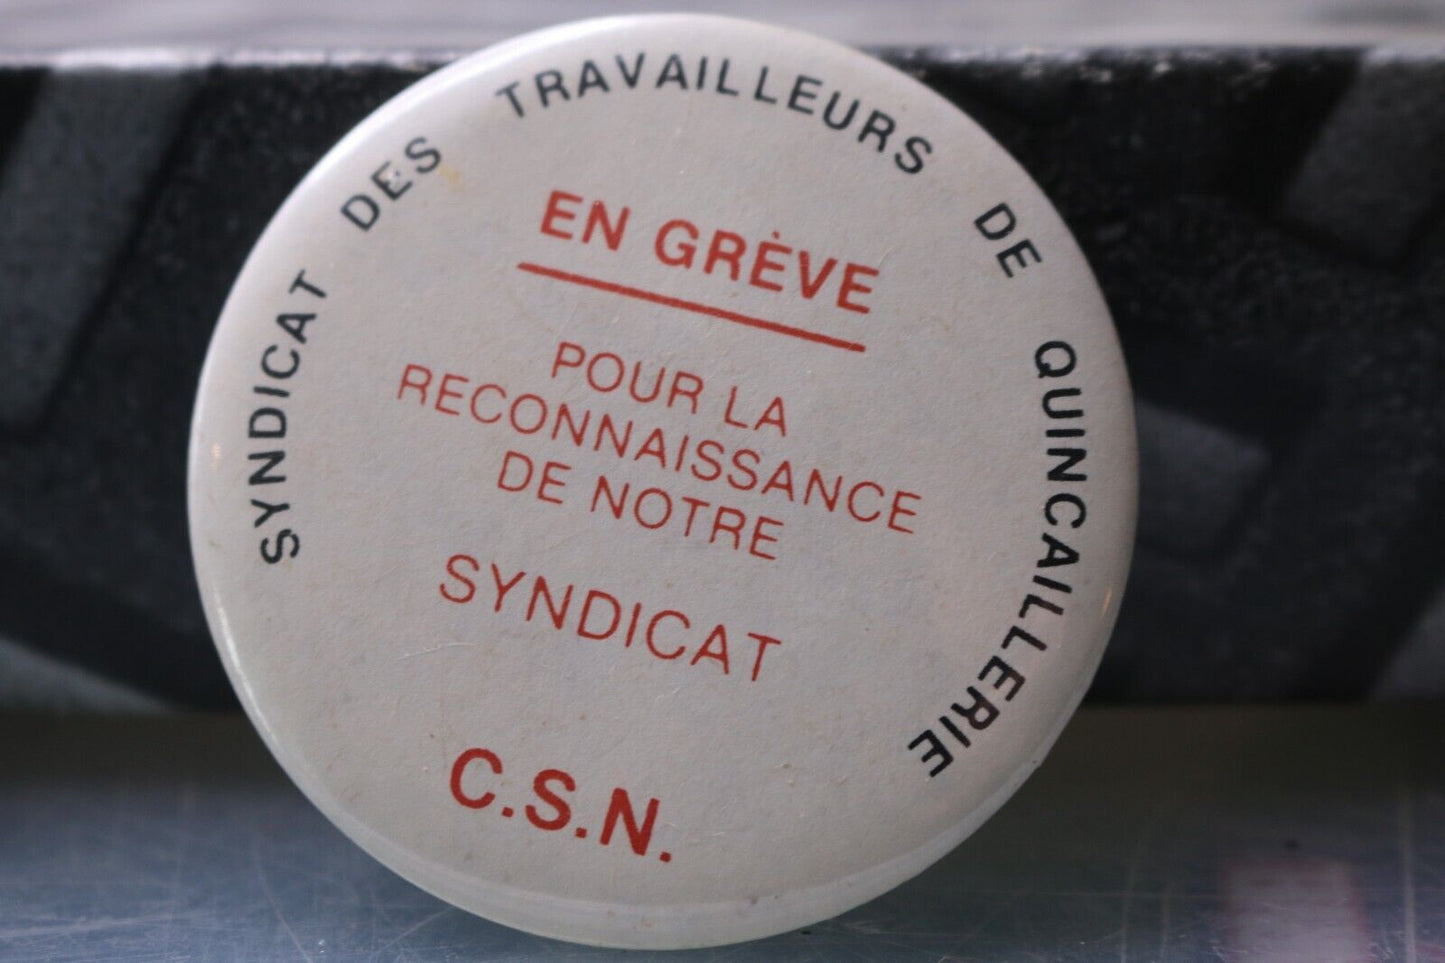 SYNDICAT DES TRAVAILLEURS DE QUINCAILLERIE
EN GRÈVE
POUR LA
RECONNAISSANCE
DE NOTRE
SYNDICAT
C.S.N.